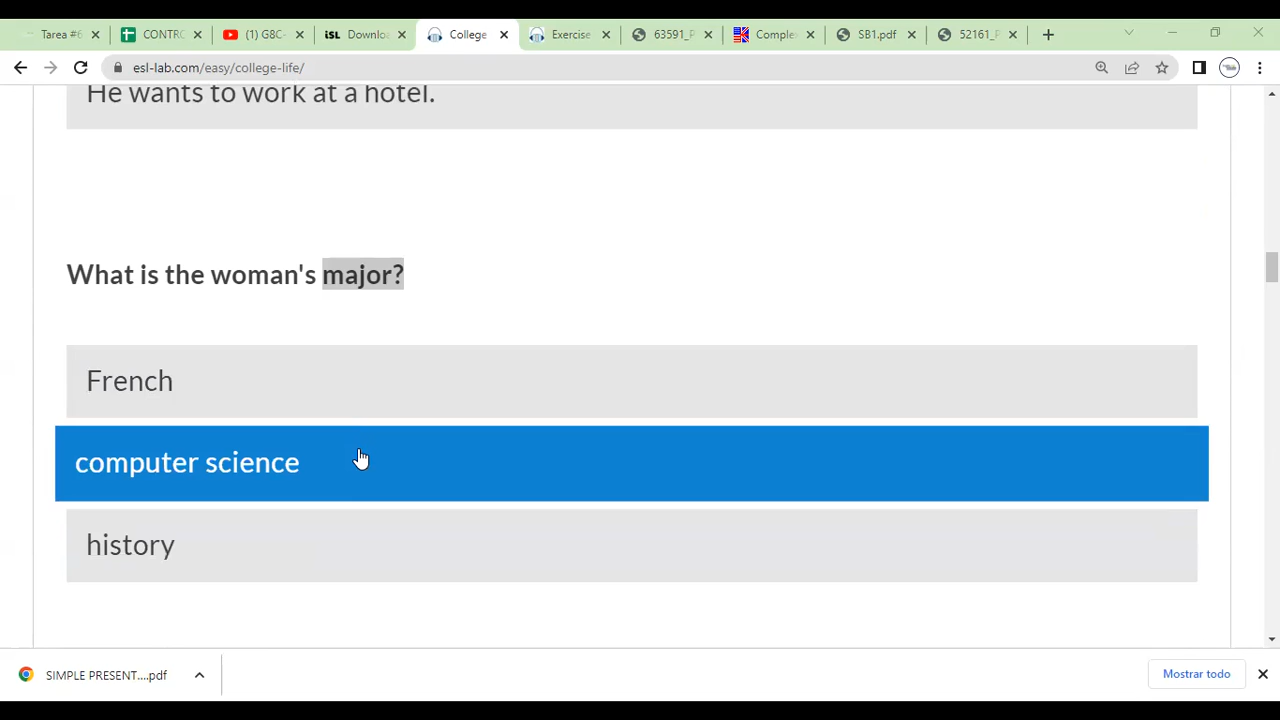 Tarea #6
CONTRO
(1) G8C-
iSL Downlo
College
Exercise
63591_P
Comple
SB1.pdf
52161_P
esl-lab.com/easy/college-life/
He wants to work at a hotel.
What is the woman's major?
French
computer science
history
SIMPLE PRESENT....pdf
Mostrar todo